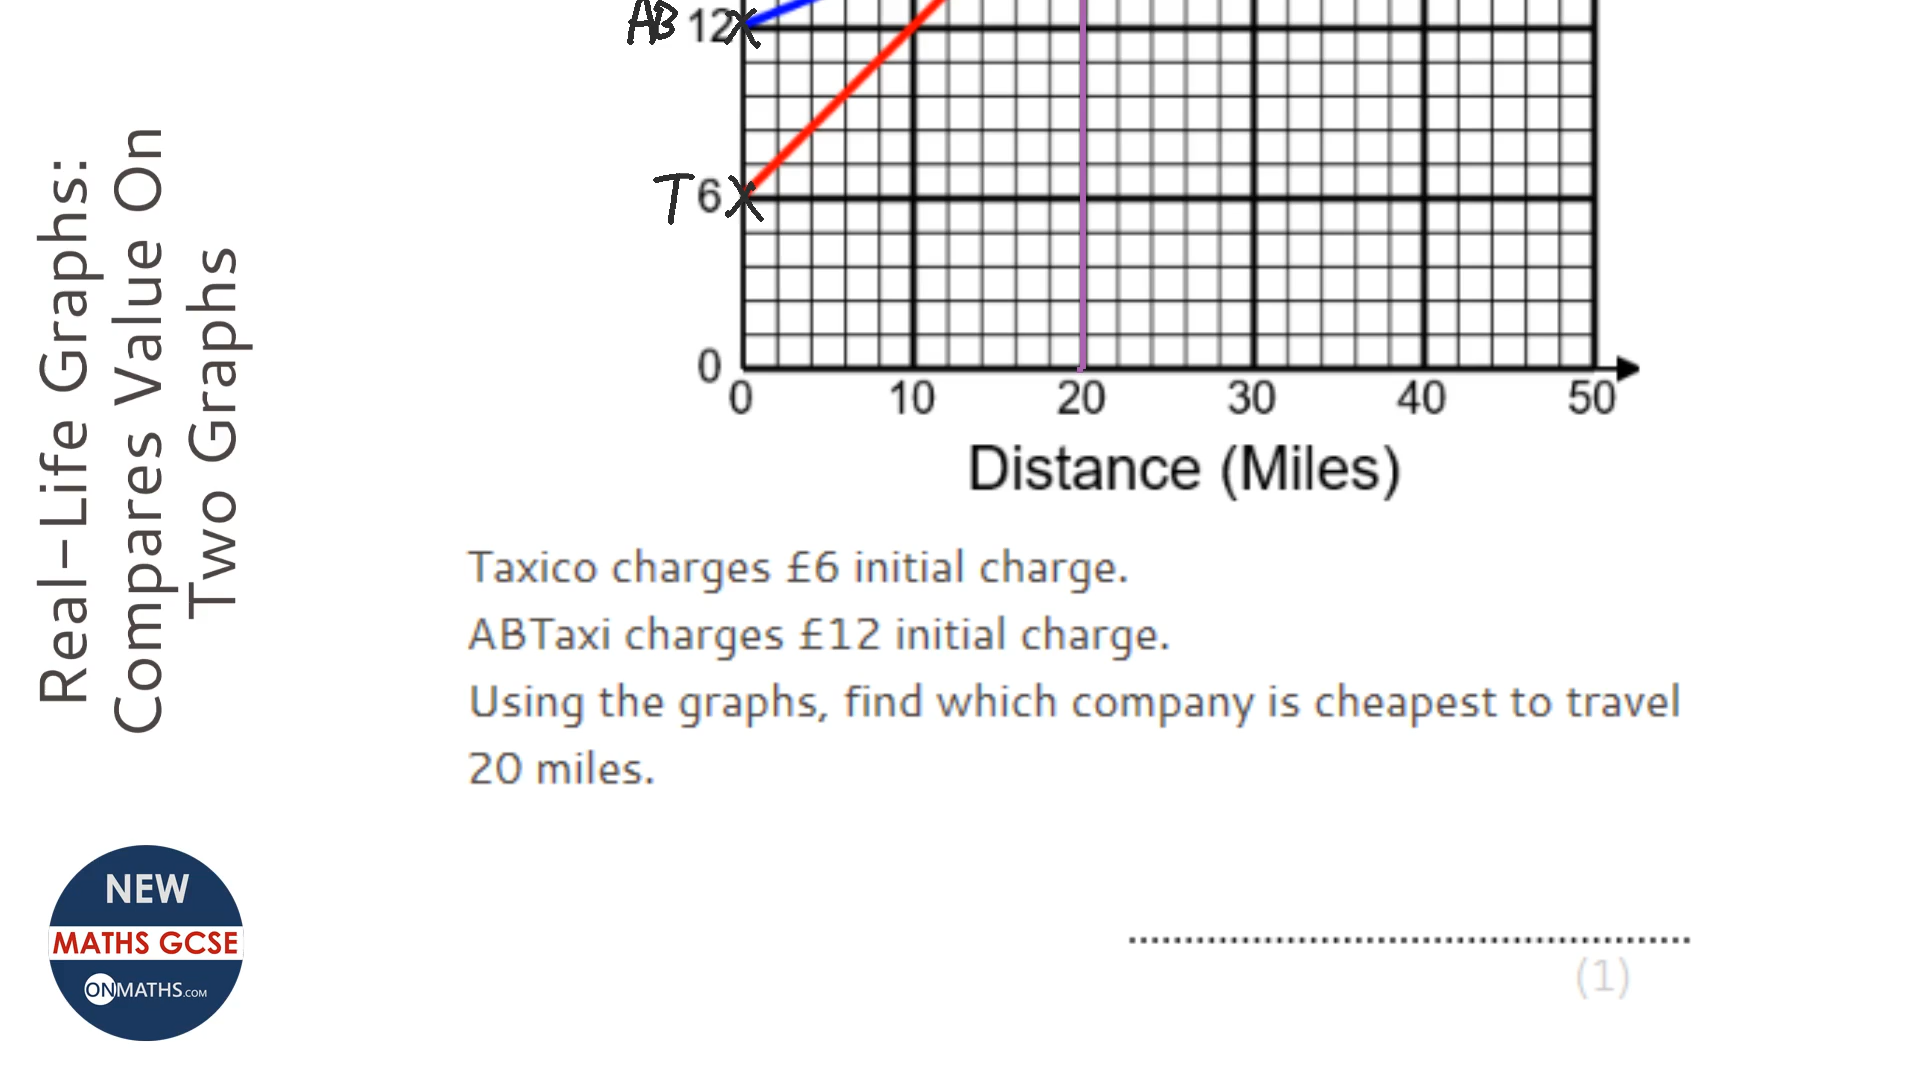 Real-Life Graphs:
Compares Value On
Two Graphs
AB 12
T 6
0
0 10 20 30 40 50
Distance (Miles)
Taxico charges £6 initial charge.
ABTaxi charges £12 initial charge.
Using the graphs, find which company is cheapest to travel
20 miles.
(1)
NEW
MATHS GCSE
ONMATHS.COM